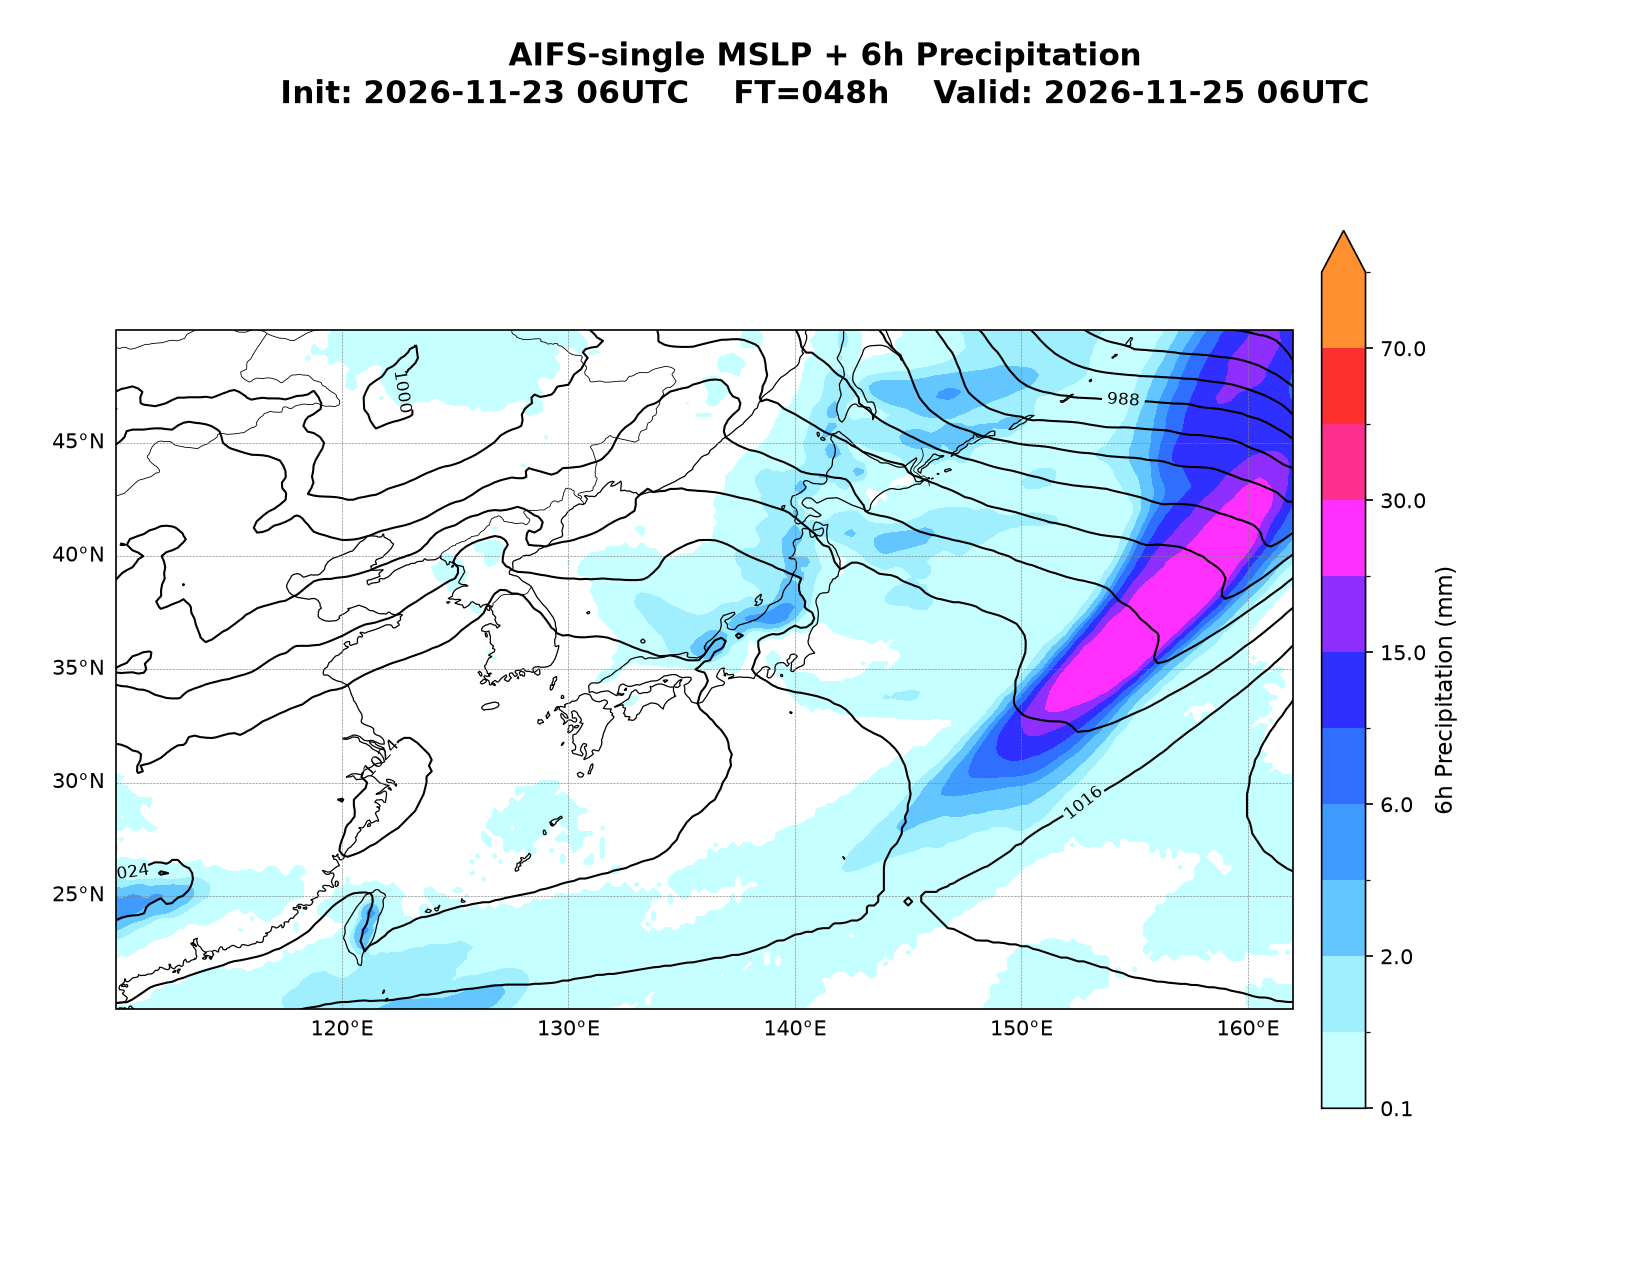 AIFS-single MSLP + 6h Precipitation
Init: 2026-11-23 06UTC    FT=048h    Valid: 2026-11-25 06UTC
70.0
1000
988
45°N
30.0
40°N
35°N
15.0
1024
30°N
1016
6.0
6h Precipitation (mm)
024
25°N
2.0
120°E
130°E
140°E
150°E
160°E
0.1